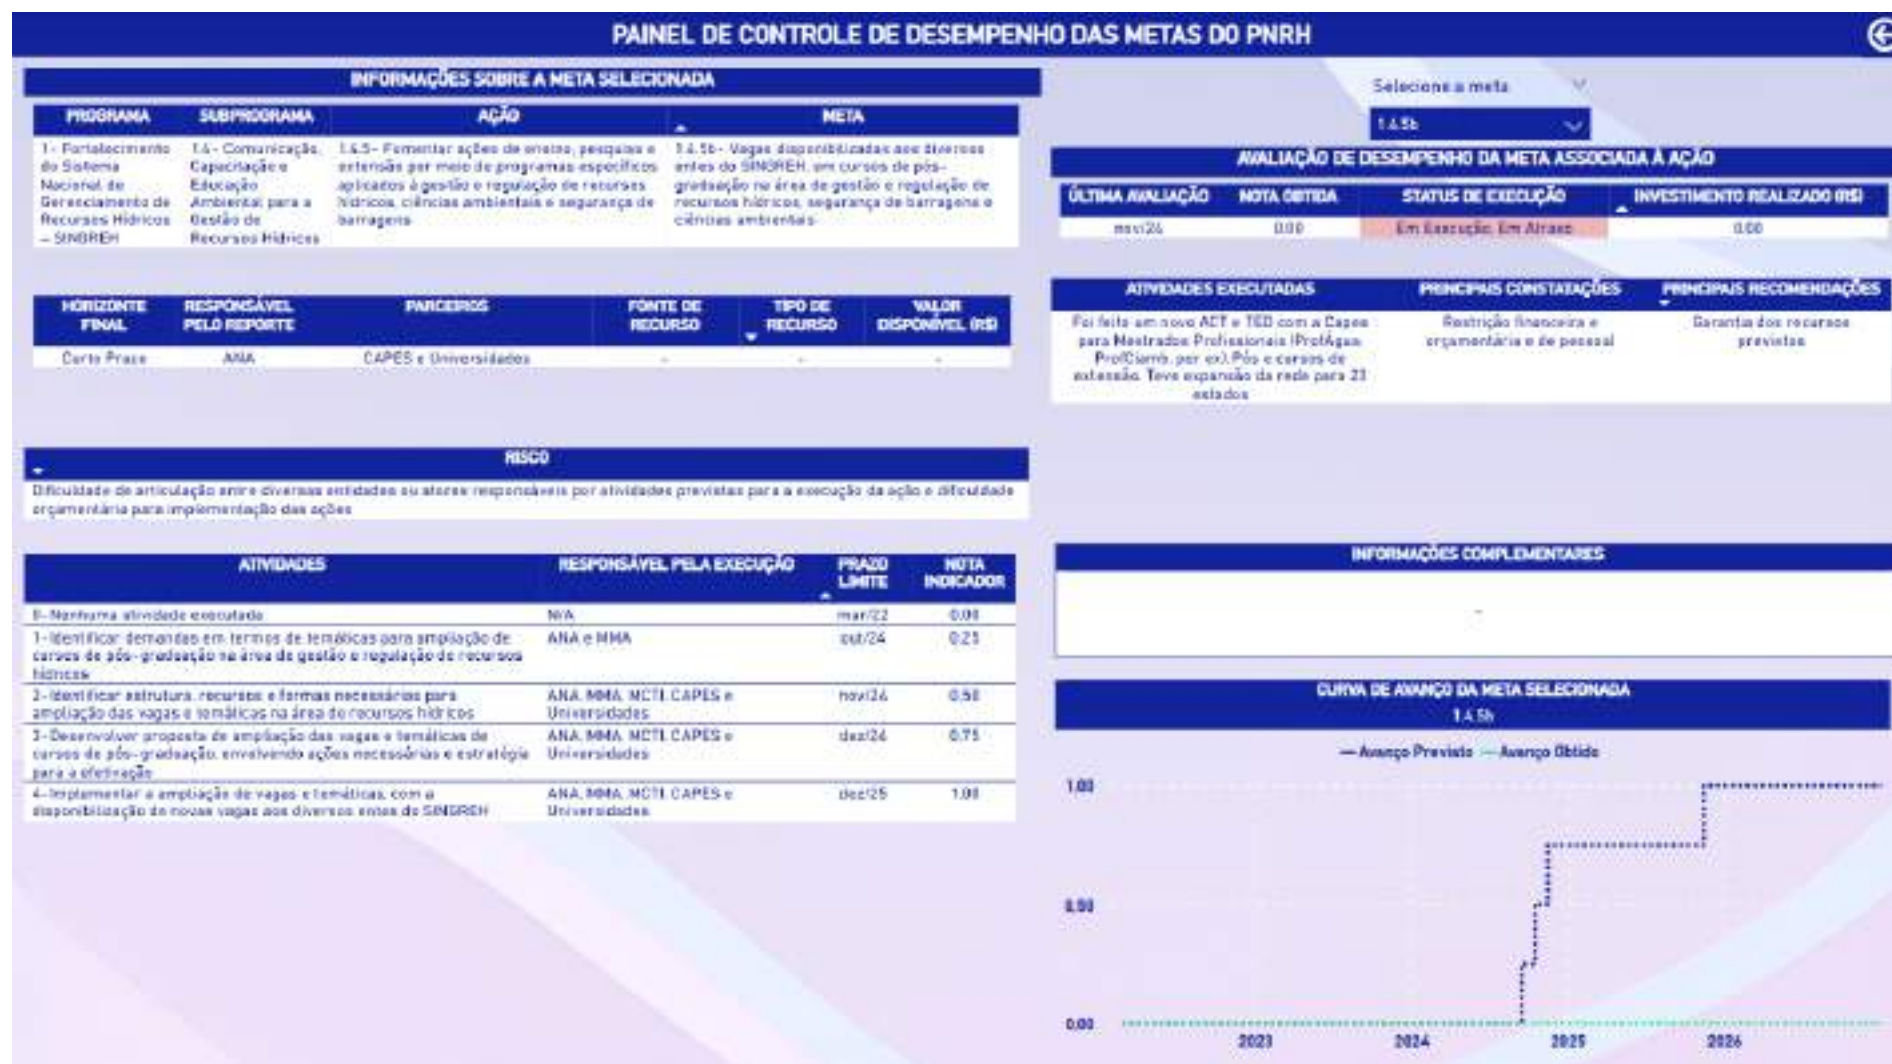 PAINEL DE CONTROLE DE DESEMPENHO DAS METAS DO PNRH
INFORMAÇÕES SOBRE A META SELECIONADA
PROGRAMA SUBPROGRAMA AÇÃO META
1- Fortalecimento do Sistema Nacional de Gerenciamento de Recursos Hídricos – SINGREH
1.4- Comunicação, Capacitação e Educação Ambiental para a Gestão de Recursos Hídricos
1.4.5- Fomentar ações de ensino, pesquisa e extensão por meio de programas específicos aplicados à gestão e regulação de recursos hídricos, ciências ambientais e segurança de barragens
1.4.5b- Vagas disponibilizadas aos diversos entes do SINGREH, em cursos de pós-graduação na área de gestão e regulação de recursos hídricos, segurança de barragens e ciências ambientais
HORIZONTE FINAL RESPONSÁVEL PELO REPORTE PARCEIROS FONTE DE RECURSO TIPO DE RECURSO VALOR DISPONÍVEL (R$)
Curto Prazo ANA CAPES e Universidades - - -
RISCO
Dificuldade de articulação entre diversas entidades ou atores responsáveis por atividades previstas para a execução da ação e dificuldade
orçamentária para implementação das ações
ATIVIDADES RESPONSÁVEL PELA EXECUÇÃO PRAZO LIMITE NOTA INDICADOR
0- Nenhuma atividade executada N/A mar/22 0.00
1- Identificar demandas em termos de temáticas para ampliação de ANA e MMA out/24 0.25
cursos de pós-graduação na área de gestão e regulação de recursos
hídricos
2- Identificar estrutura, recursos e formas necessárias para ANA, MMA, MCTI, CAPES e nov/24 0.50
ampliação das vagas e temáticas na área de recursos hídricos Universidades
3- Desenvolver proposta de ampliação das vagas e temáticas de ANA, MMA, MCTI, CAPES e dez/24 0.75
cursos de pós-graduação, envolvendo ações necessárias e estratégia Universidades
para a efetivação
4- Implementar a ampliação de vagas e temáticas, com a ANA, MMA, MCTI, CAPES e dez/25 1.00
disponibilização de novas vagas aos diversos entes do SINGREH Universidades
Selecione a meta
1.4.5b
AVALIAÇÃO DE DESEMPENHO DA META ASSOCIADA À AÇÃO
ÚLTIMA AVALIAÇÃO NOTA OBTIDA STATUS DE EXECUÇÃO INVESTIMENTO REALIZADO (R$)
nov/24 0.00 Em Execução, Em Atraso 0.00
ATIVIDADES EXECUTADAS PRINCIPAIS CONSTATAÇÕES PRINCIPAIS RECOMENDAÇÕES
Foi feito um novo ACT e TED com a Capes para Mestrados Profissionais (ProfÁgua, ProfCiamb, por ex), Pós e cursos de extensão. Teve expansão da rede para 23 estados
Restrição financeira e orçamentária e de pessoal
Garantia dos recursos previstos
INFORMAÇÕES COMPLEMENTARES
-
CURVA DE AVANÇO DA META SELECIONADA
1.4.5b
Avanço Previsto Avanço Obtido
1.00
0.50
0.00
2023 2024 2025 2026